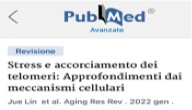 PubMed®
Avanzate
Revisione
Stress e accorciamento dei
telomeri: Approfondimenti dai
meccanismi cellulari
Jue Lin et al. Aging Res Rev . 2022 gen .